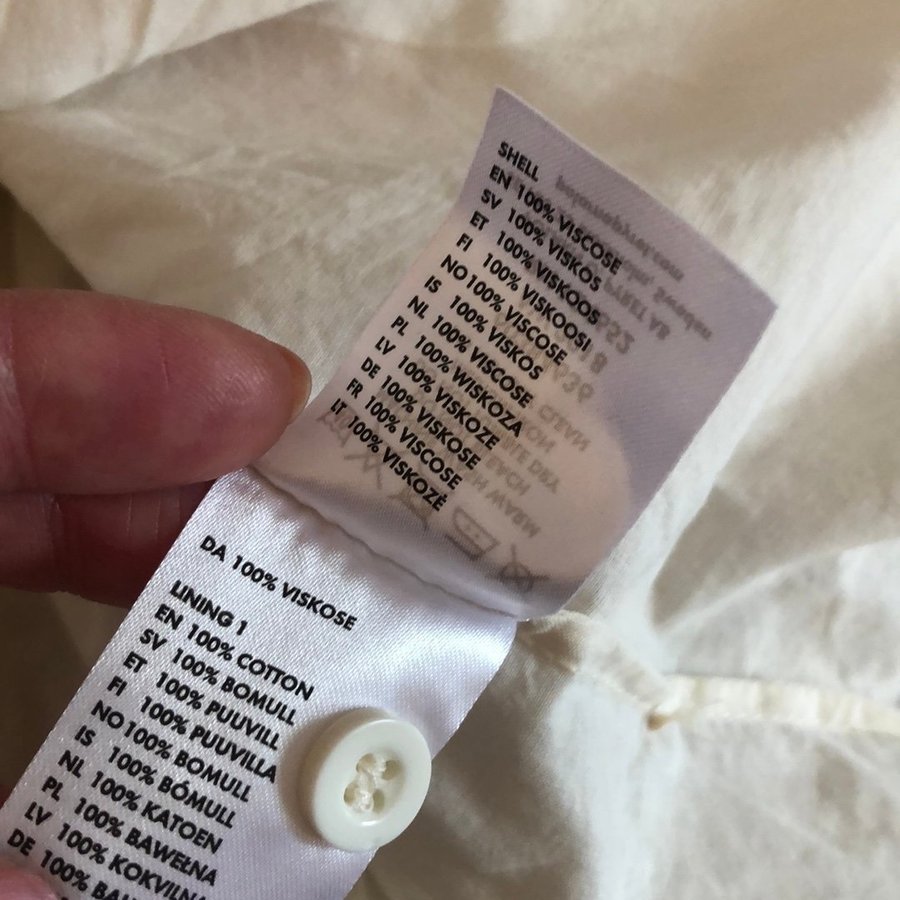 SHELL
EN 100% VISCOSE
SV 100% VISKOS
ET 100% VISKOOS
FI 100% VISKOOSI
NO 100% VISCOSE
IS 100% VISKOS
NL 100% VISCOSE
PL 100% WISKOZA
LV 100% VISKOZE
DE 100% VISKOSE
FR 100% VISCOSE
LT 100% VISKOZĖ
DA 100% VISKOSE
LINING 1
EN 100% COTTON
SV 100% BOMULL
ET 100% PUUVILL
FI 100% PUUVILLA
NO 100% BOMULL
IS 100% BÓMULL
NL 100% KATOEN
PL 100% BAWEŁNA
LV 100% KOKVILNA
DE 100%